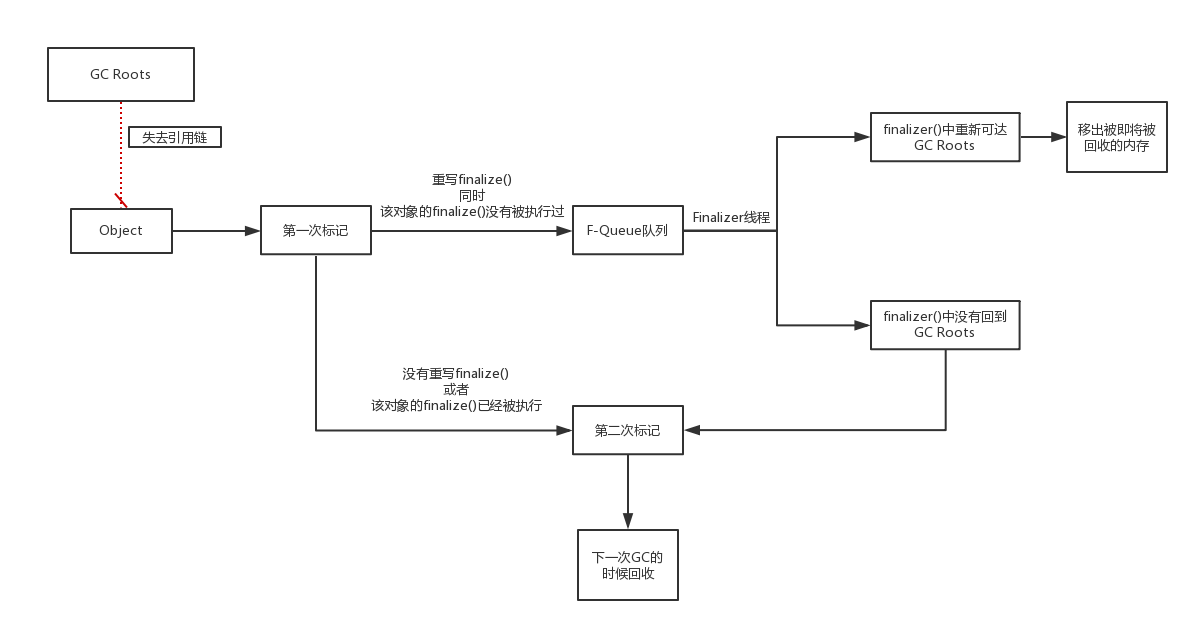 GC Roots
失去引用链
Object
第一次标记
重写finalize()
同时
该对象的finalize()没有被执行过
F-Queue队列
Finalizer线程
finalizer()中重新可达
GC Roots
移出被即将被
回收的内存
finalizer()中没有回到
GC Roots
没有重写finalize()
或者
该对象的finalize()已经被执行
第二次标记
下一次GC的
时候回收